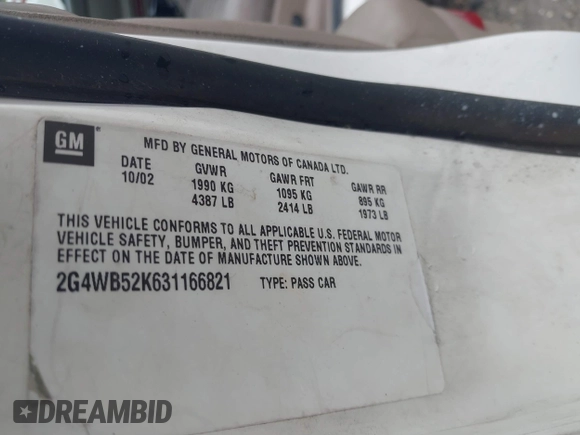 GM
MFD BY GENERAL MOTORS OF CANADA LTD.
DATE GVWR GAWR FRT GAWR RR
10/02 1990 KG 1095 KG 895 KG
4387 LB 2414 LB 1973 LB
THIS VEHICLE CONFORMS TO ALL APPLICABLE U.S. FEDERAL MOTOR
VEHICLE SAFETY, BUMPER, AND THEFT PREVENTION STANDARDS IN
EFFECT ON THE DATE OF MANUFACTURE SHOWN ABOVE.
2G4WB52K631166821 TYPE: PASS CAR
DREAMBID